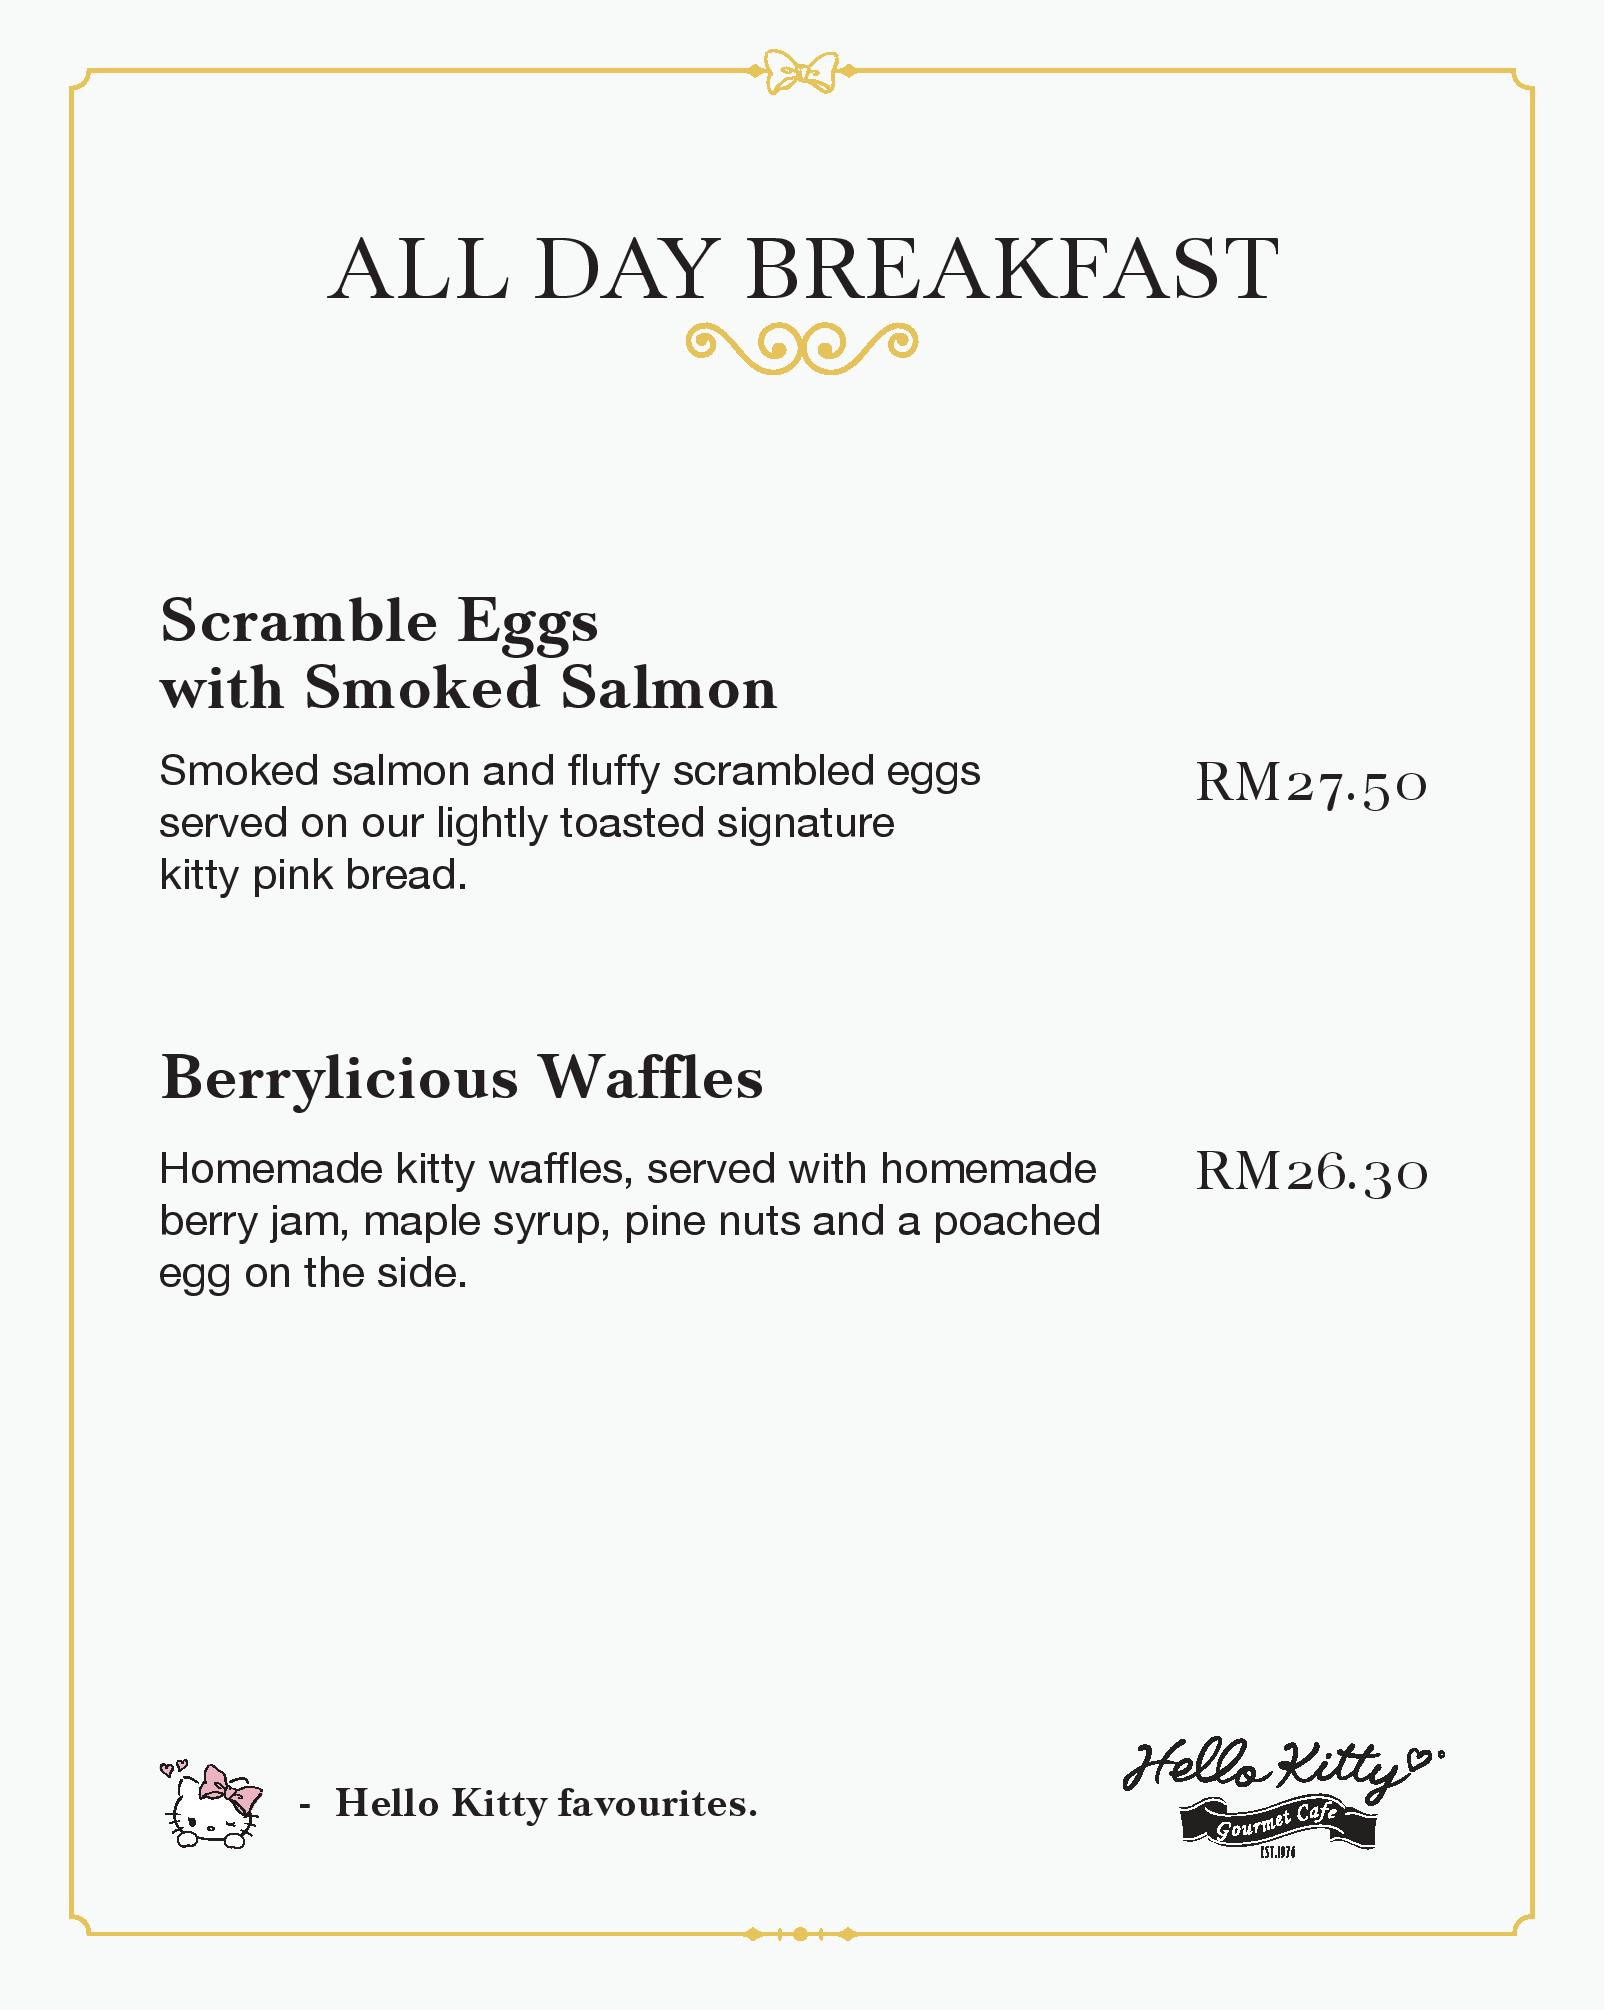 ALL DAY BREAKFAST
Scramble Eggs
with Smoked Salmon
Smoked salmon and fluffy scrambled eggs
served on our lightly toasted signature
kitty pink bread.
RM27.50
Berrylicious Waffles
Homemade kitty waffles, served with homemade
berry jam, maple syrup, pine nuts and a poached
egg on the side.
RM26.30
- Hello Kitty favourites.
Hello Kitty
Gourmet Cafe
EST.1976